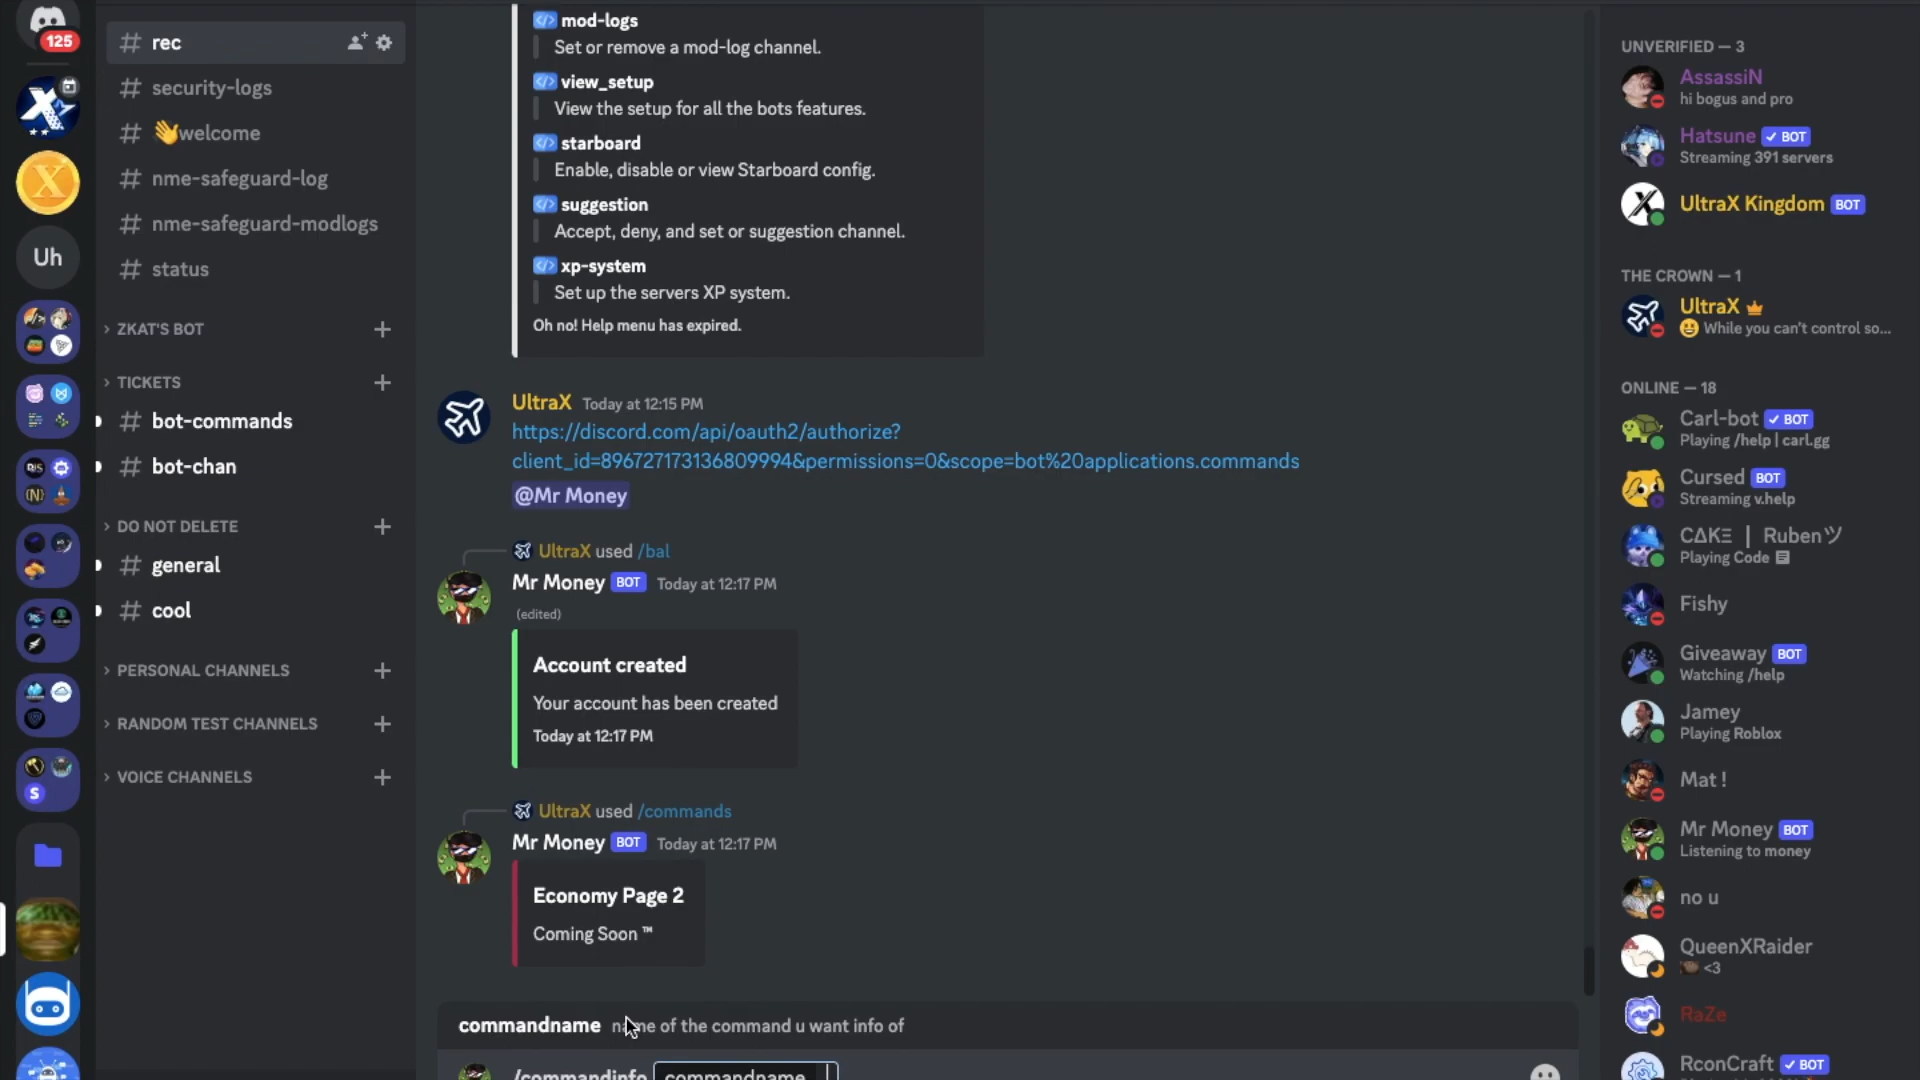 125
Uh
rec
security-logs
👋welcome
nme-safeguard-log
nme-safeguard-modlogs
status
ZKAT'S BOT
TICKETS
bot-commands
bot-chan
DO NOT DELETE
general
cool
PERSONAL CHANNELS
RANDOM TEST CHANNELS
VOICE CHANNELS
mod-logs
Set or remove a mod-log channel.
view_setup
View the setup for all the bots features.
starboard
Enable, disable or view Starboard config.
suggestion
Accept, deny, and set or suggestion channel.
xp-system
Set up the servers XP system.
Oh no! Help menu has expired.
UltraX Today at 12:15 PM
https://discord.com/api/oauth2/authorize?
client_id=896727173136809994&permissions=0&scope=bot%20applications.commands
@Mr Money
UltraX used /bal
Mr Money BOT Today at 12:17 PM
(edited)
Account created
Your account has been created
Today at 12:17 PM
UltraX used /commands
Mr Money BOT Today at 12:17 PM
Economy Page 2
Coming Soon ™
commandname name of the command u want info of
/commandinfo commandname
UNVERIFIED — 3
AssassiN
hi bogus and pro
Hatsune ✓ BOT
Streaming 391 servers
UltraX Kingdom BOT
THE CROWN — 1
UltraX
😀 While you can't control so...
ONLINE — 18
Carl-bot ✓ BOT
Playing /help | carl.gg
Cursed BOT
Streaming v.help
CΔKΞ | Rubenツ
Playing Code
Fishy
Giveaway BOT
Watching /help
Jamey
Playing Roblox
Mat !
Mr Money BOT
Listening to money
no u
QueenXRaider
<3
RaZe
RconCraft ✓ BOT